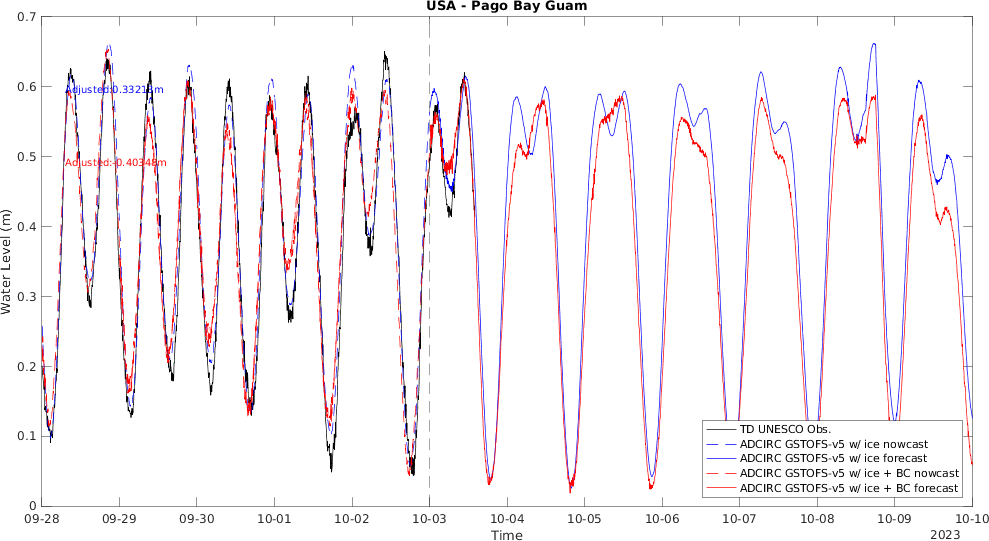 USA - Pago Bay Guam
0.7
0.6
0.5
0.4
0.3
0.2
0.1
0
Water Level (m)
Adjusted:0.33213m
Adjusted:-0.40348m
TD UNESCO Obs.
ADCIRC GSTOFS-v5 w/ ice nowcast
ADCIRC GSTOFS-v5 w/ ice forecast
ADCIRC GSTOFS-v5 w/ ice + BC nowcast
ADCIRC GSTOFS-v5 w/ ice + BC forecast
09-28 09-29 09-30 10-01 10-02 10-03 10-04 10-05 10-06 10-07 10-08 10-09 10-10
Time
2023